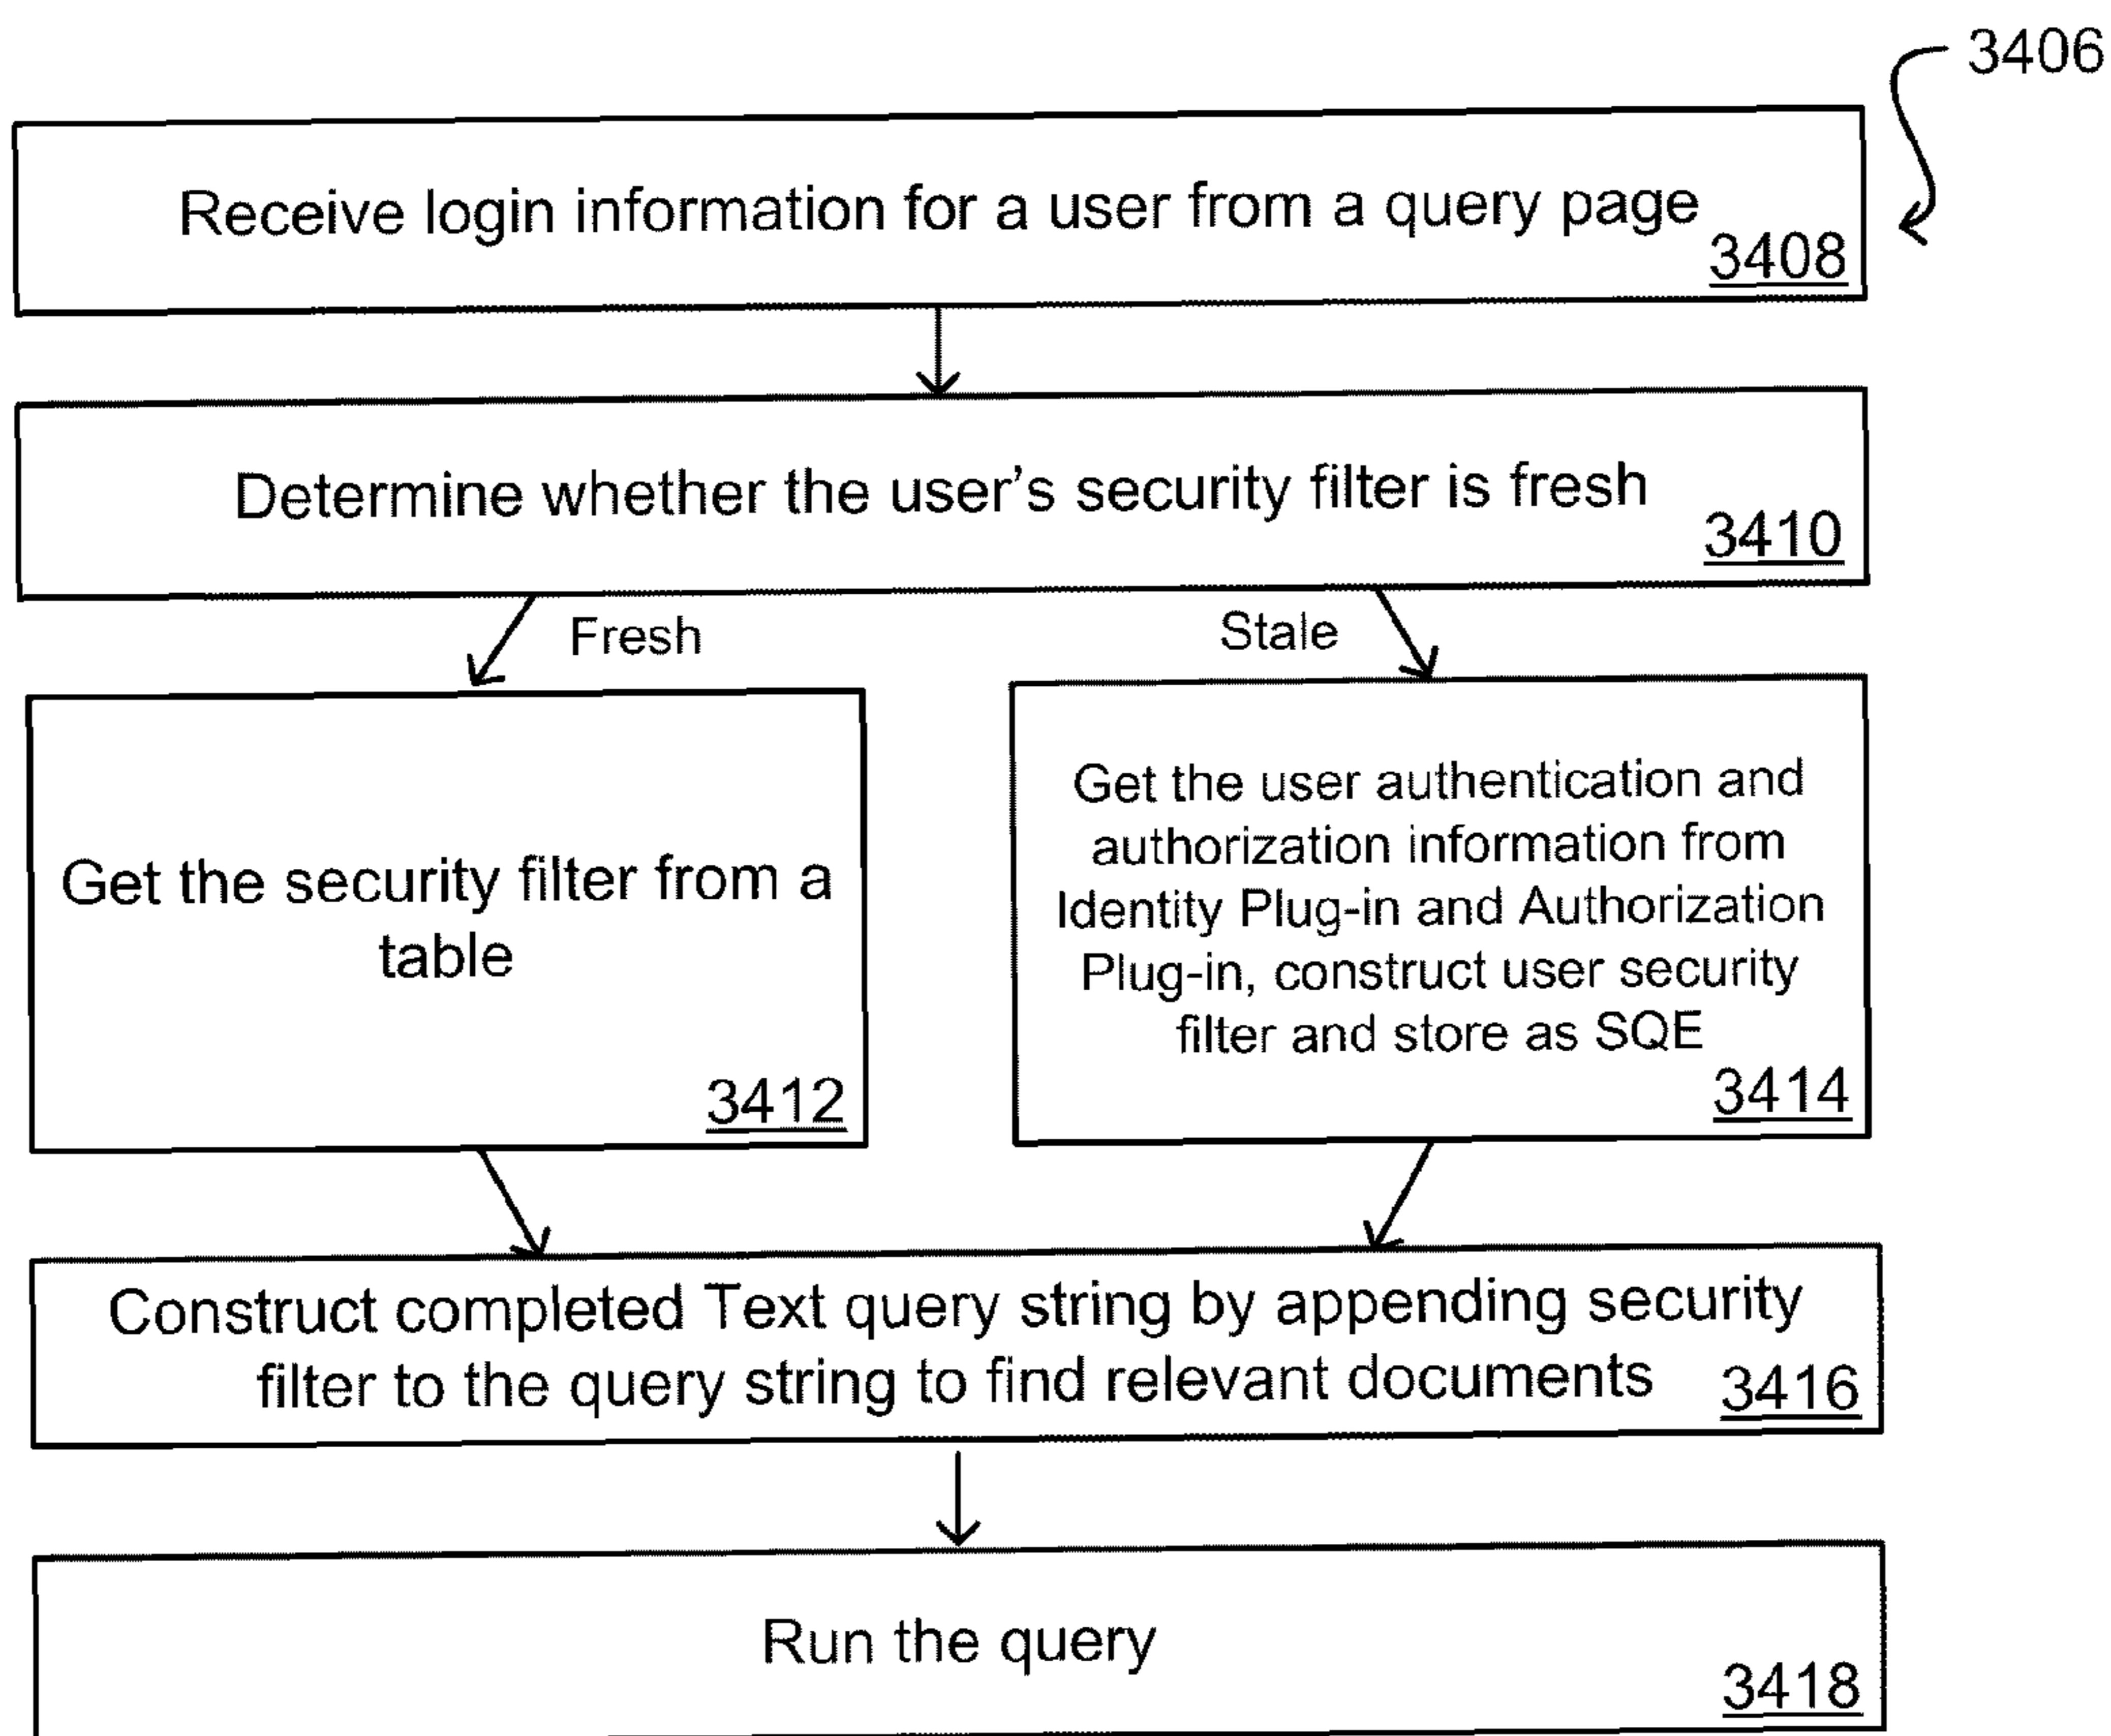 3406
Receive login information for a user from a query page
3408
Determine whether the user's security filter is fresh
3410
Fresh
Stale
Get the security filter from a
table
3412
Get the user authentication and
authorization information from
Identity Plug-in and Authorization
Plug-in, construct user security
filter and store as SQE
3414
Construct completed Text query string by appending security
filter to the query string to find relevant documents
3416
Run the query
3418